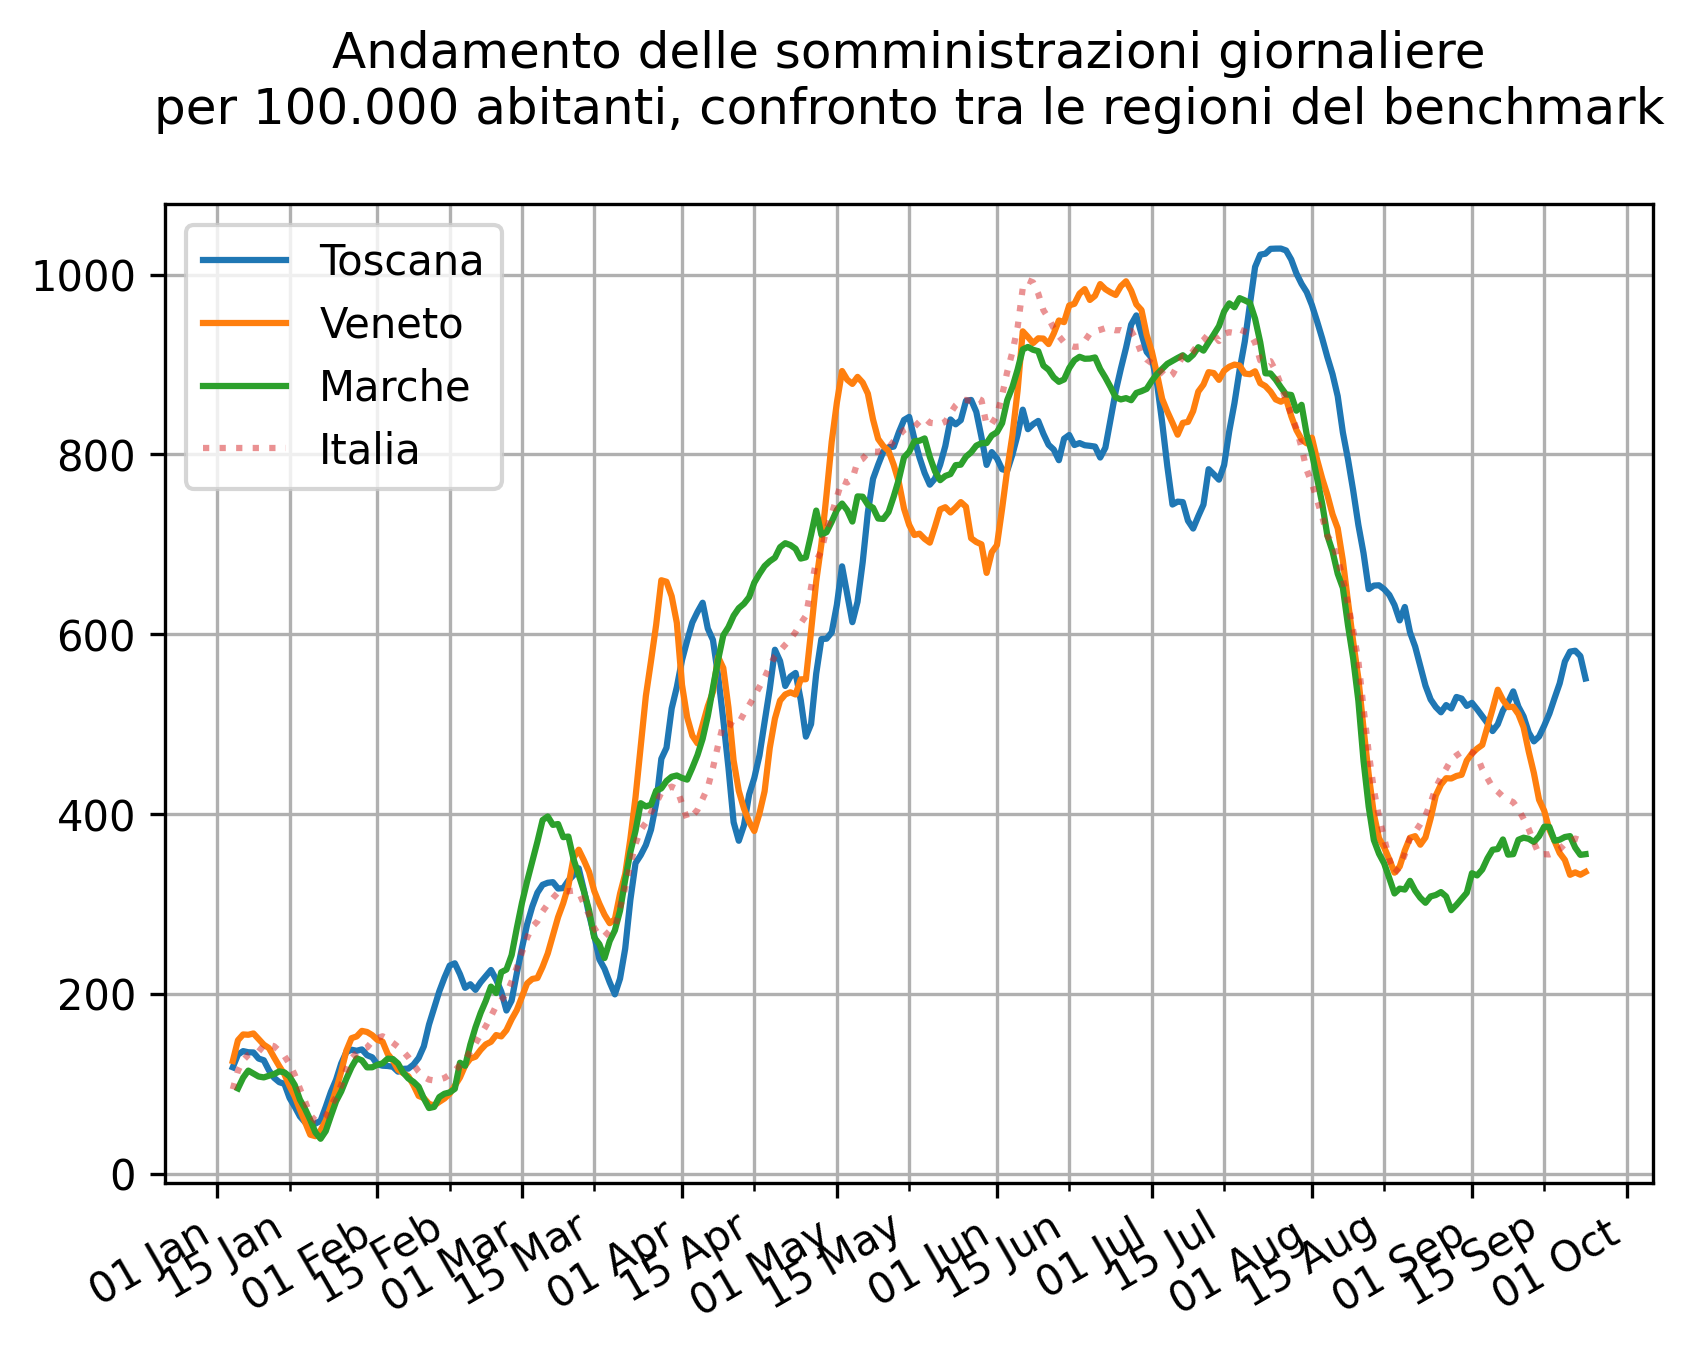 Andamento delle somministrazioni giornaliere
per 100.000 abitanti, confronto tra le regioni del benchmark
Toscana
Veneto
Marche
Italia
1000
800
600
400
200
0
01 Jan
15 Jan
01 Feb
15 Feb
01 Mar
15 Mar
01 Apr
15 Apr
01 May
15 May
01 Jun
15 Jun
01 Jul
15 Jul
01 Aug
15 Aug
01 Sep
15 Sep
01 Oct